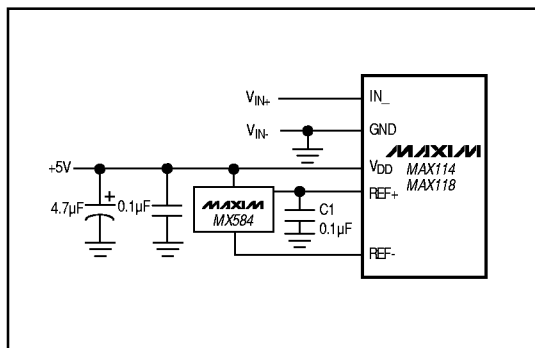 V_IN+
IN_
V_IN-
GND
MAXIM
MAX114
MAX118
+5V
V_DD
REF+
4.7µF
+
0.1µF
MAXIM
MX584
C1
0.1µF
REF-